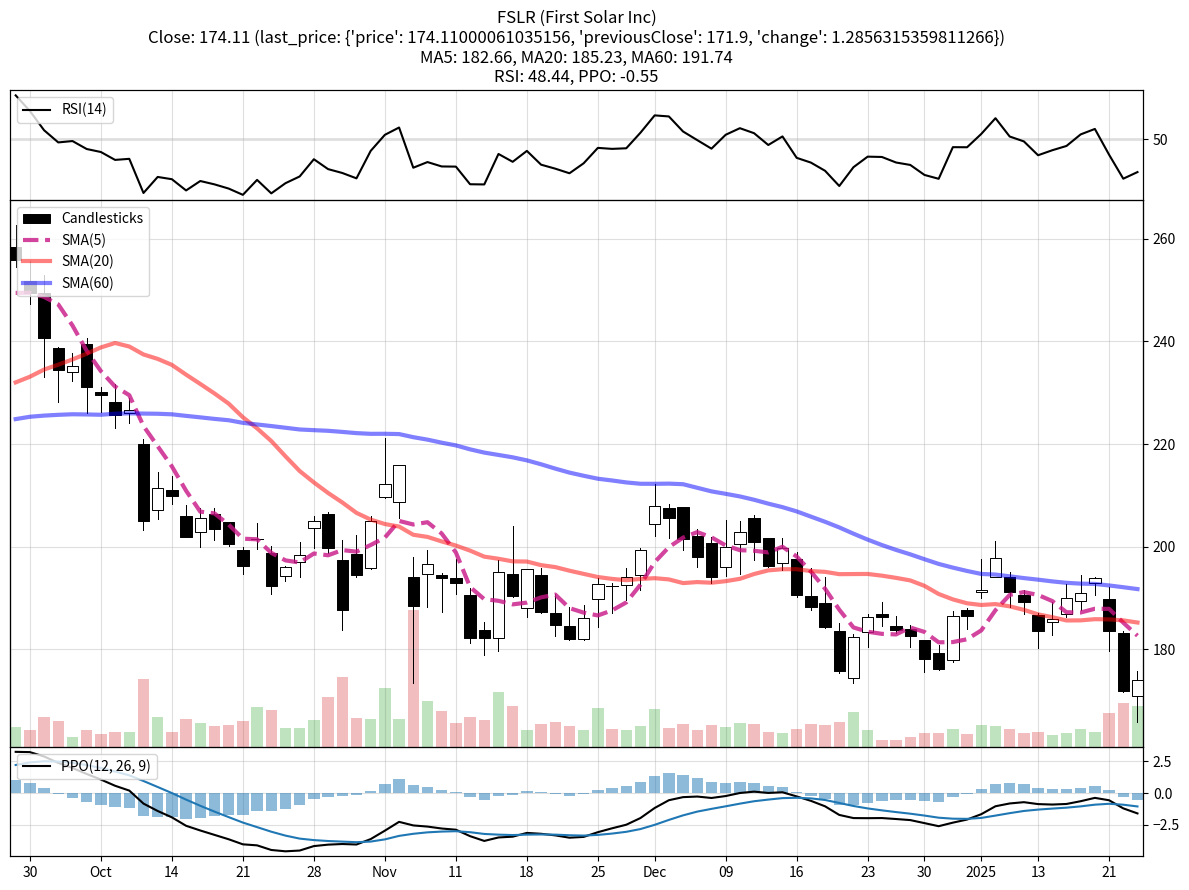 FSLR (First Solar Inc)
Close: 174.11 (last_price: {'price': 174.11000061035156, 'previousClose': 171.9, 'change': 1.2856315359811266})
MA5: 182.66, MA20: 185.23, MA60: 191.74
RSI: 48.44, PPO: -0.55
RSI(14)
50
Candlesticks
SMA(5)
SMA(20)
SMA(60)
260
240
220
200
180
PPO(12, 26, 9)
2.5
0.0
−2.5
30 Oct 14 21 28 Nov 11 18 25 Dec 09 16 23 30 2025 13 21